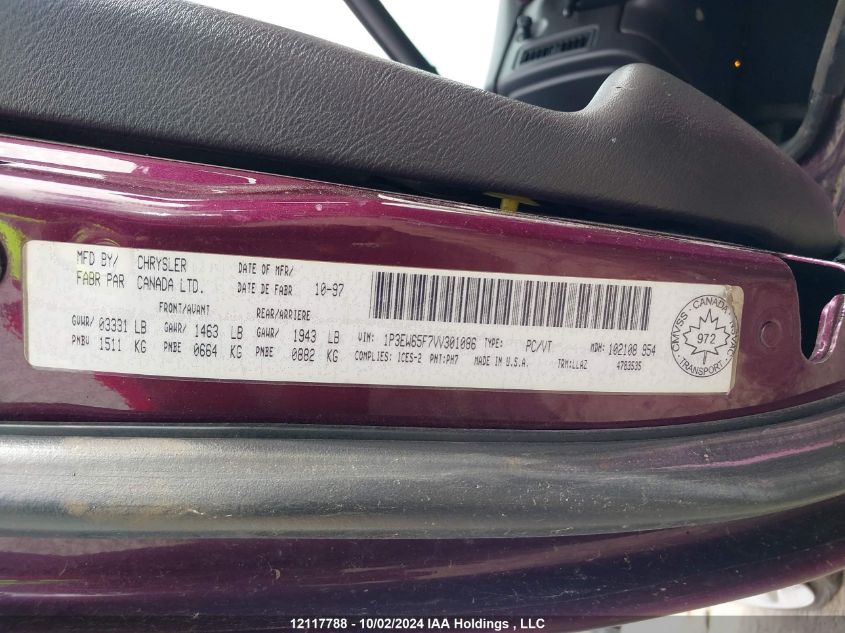 MFD BY/ CHRYSLER DATE OF MFR/
FABR PAR CANADA LTD. DATE DE FABR 10-97
FRONT/AVANT REAR/ARRIERE
GVWR/ 03331 LB GAWR/ 1463 LB GAWR/ 1943 LB VIN: 1P3EW65F7VV301096 TYPE: PC/VT MDH: 102108 954
PNBV 1511 KG PNBE 0664 KG PNBE 0882 KG COMPLIES: ICES-2 PNT:PH7 MADE IN U.S.A. TRM:LLAZ 4783535
CMVSS - CANADA - NSVAC
972
TRANSPORT
12117788 - 10/02/2024 IAA Holdings , LLC